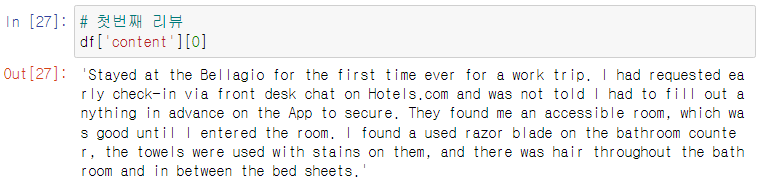 In [27]: # 첫번째 리뷰
df['content'][0]
Out[27]: 'Stayed at the Bellagio for the first time ever for a work trip. I had requested ea
rly check-in via front desk chat on Hotels.com and was not told I had to fill out a
nything in advance on the App to secure. They found me an accessible room, which wa
s good until I entered the room. I found a used razor blade on the bathroom counte
r, the towels were used with stains on them, and there was hair throughout the bath
room and in between the bed sheets.'